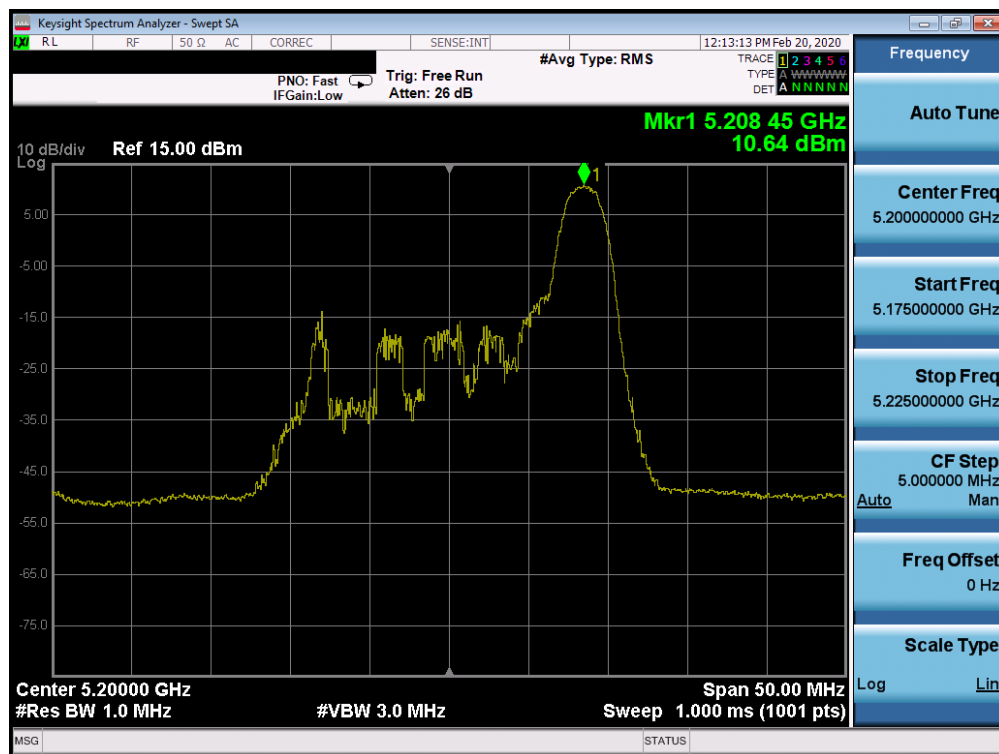 Keysight Spectrum Analyzer - Swept SA
LXI RL RF 50 Ω AC CORREC SENSE:INT 12:13:13 PM Feb 20, 2020
#Avg Type: RMS TRACE 1 2 3 4 5 6
PNO: Fast Trig: Free Run TYPE A WWWWW
IFGain:Low Atten: 26 dB DET A N N N N N
Mkr1 5.208 45 GHz
10 dB/div Ref 15.00 dBm 10.64 dBm
Log
1
5.00
-5.00
-15.0
-25.0
-35.0
-45.0
-55.0
-65.0
-75.0
Center 5.20000 GHz Span 50.00 MHz
#Res BW 1.0 MHz #VBW 3.0 MHz Sweep 1.000 ms (1001 pts)
MSG STATUS
Frequency
Auto Tune
Center Freq
5.200000000 GHz
Start Freq
5.175000000 GHz
Stop Freq
5.225000000 GHz
CF Step
5.000000 MHz
Auto Man
Freq Offset
0 Hz
Scale Type
Log Lin